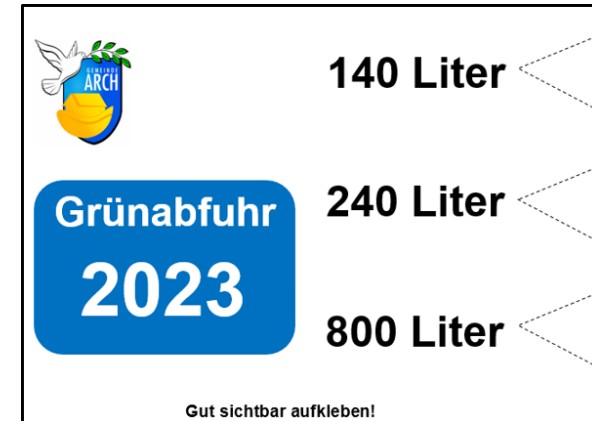 GEMEINDE
ARCH
140 Liter
Grünabfuhr
2023
240 Liter
800 Liter
Gut sichtbar aufkleben!